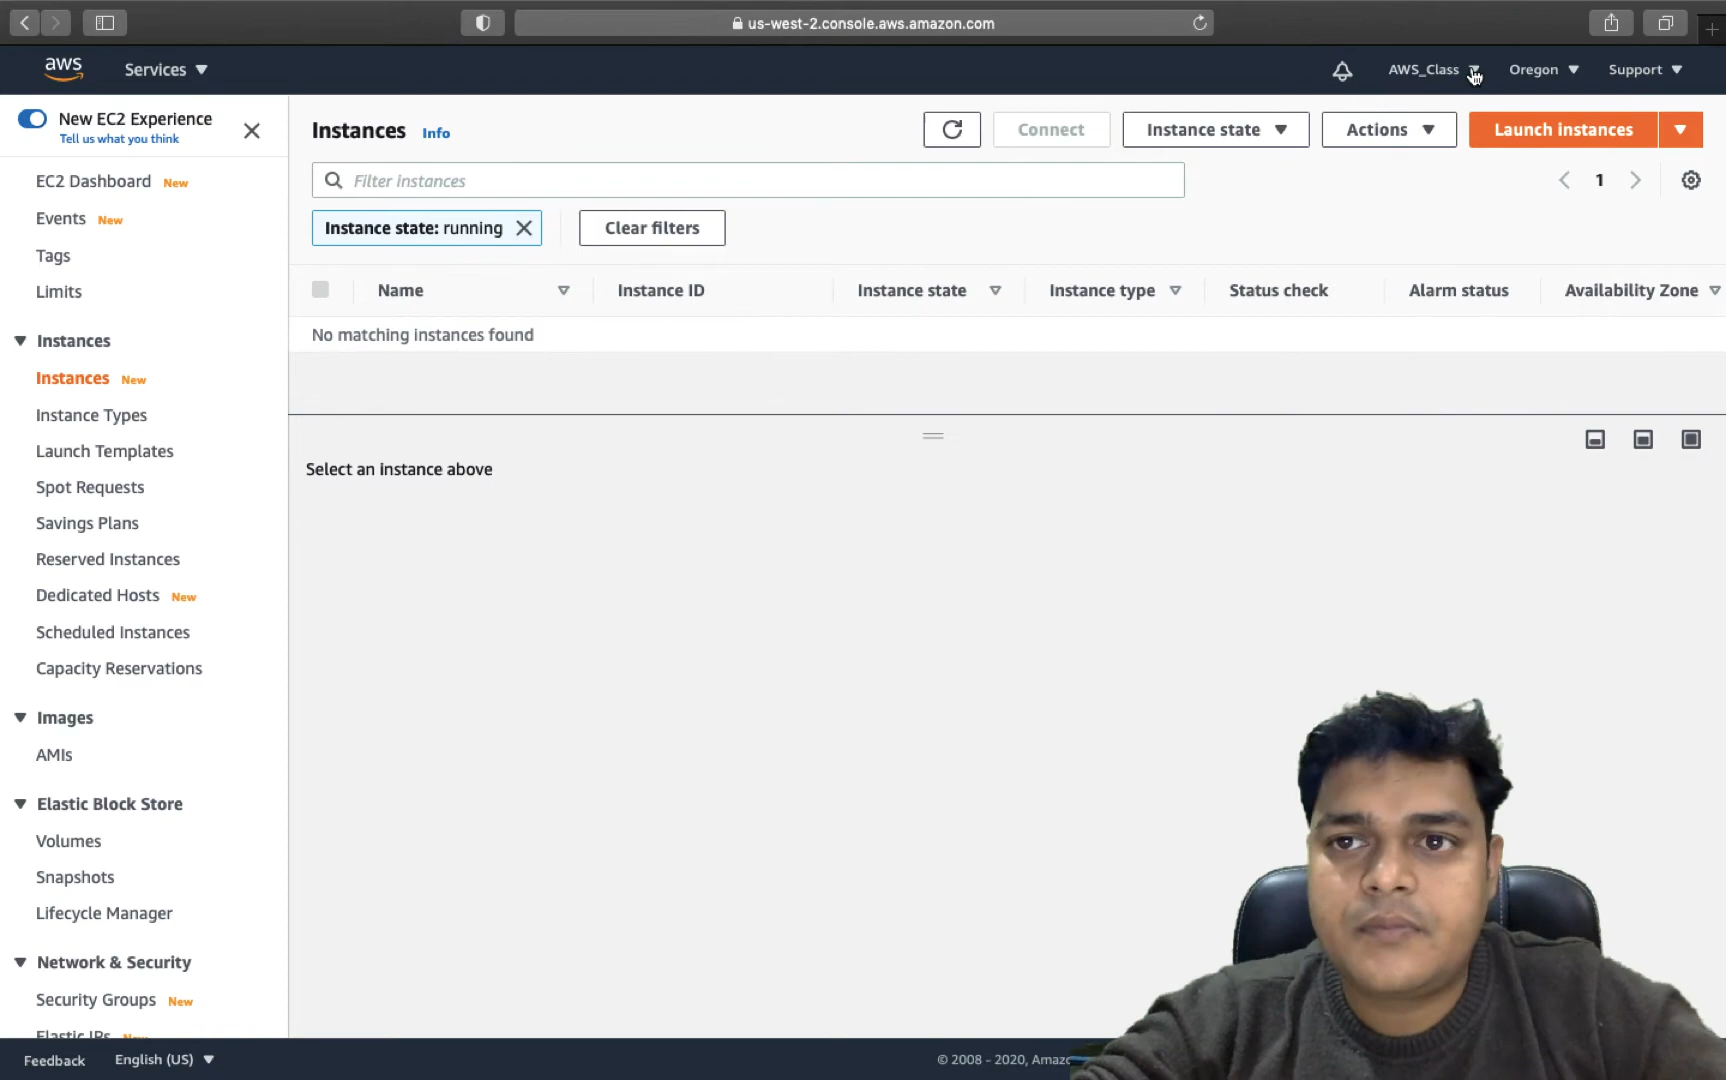 us-west-2.console.aws.amazon.com
aws
Services
AWS_Class
Oregon
Support
New EC2 Experience
Tell us what you think
EC2 Dashboard New
Events New
Tags
Limits
Instances
Instances New
Instance Types
Launch Templates
Spot Requests
Savings Plans
Reserved Instances
Dedicated Hosts New
Scheduled Instances
Capacity Reservations
Images
AMIs
Elastic Block Store
Volumes
Snapshots
Lifecycle Manager
Network & Security
Security Groups New
Elastic IPs New
Instances Info
Connect
Instance state
Actions
Launch instances
Filter instances
1
Instance state: running
Clear filters
Name
Instance ID
Instance state
Instance type
Status check
Alarm status
Availability Zone
No matching instances found
Select an instance above
Feedback
English (US)
© 2008 - 2020, Amazo